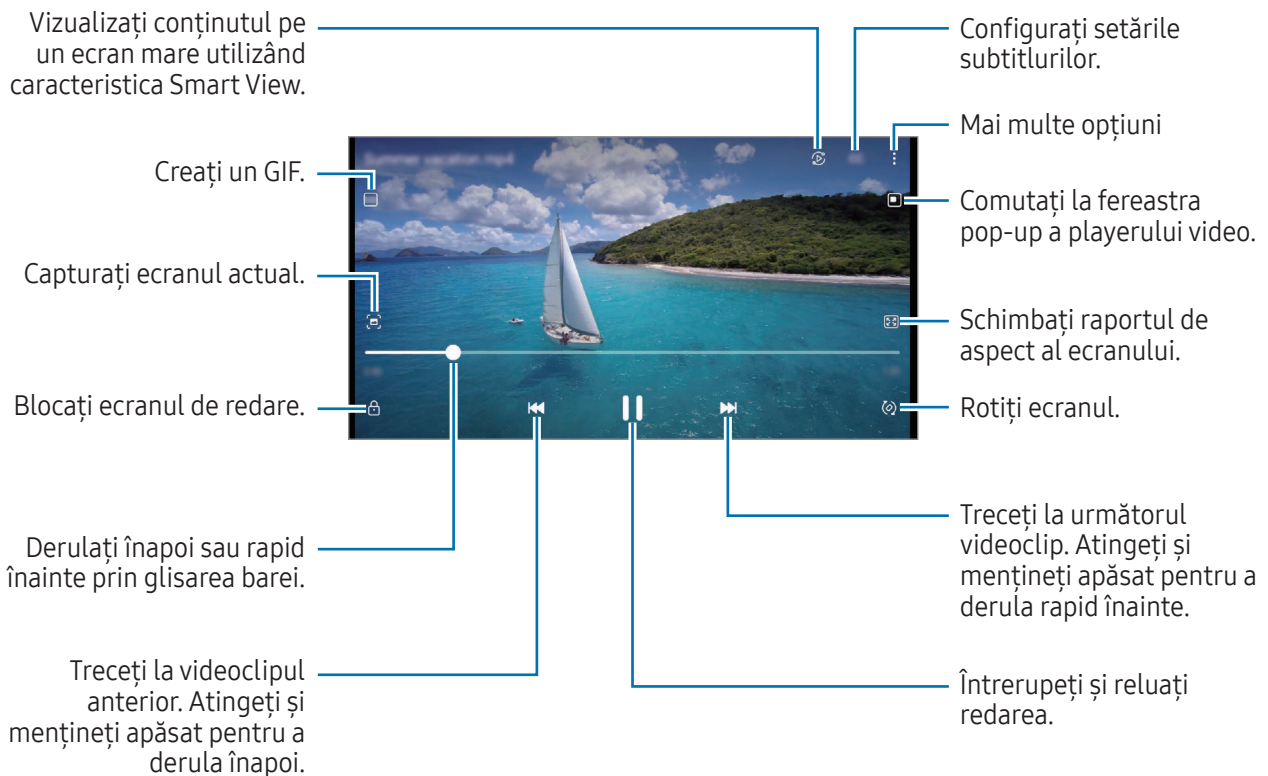 Vizualizați conținutul pe
un ecran mare utilizând
caracteristica Smart View.
Creați un GIF.
Capturați ecranul actual.
Blocați ecranul de redare.
Derulați înapoi sau rapid
înainte prin glisarea barei.
Treceți la videoclipul
anterior. Atingeți și
mențineți apăsat pentru a
derula înapoi.
Configurați setările
subtitlurilor.
Mai multe opțiuni
Comutați la fereastra
pop-up a playerului video.
Schimbați raportul de
aspect al ecranului.
Rotiți ecranul.
Treceți la următorul
videoclip. Atingeți și
mențineți apăsat pentru a
derula rapid înainte.
Întrerupeți și reluați
redarea.